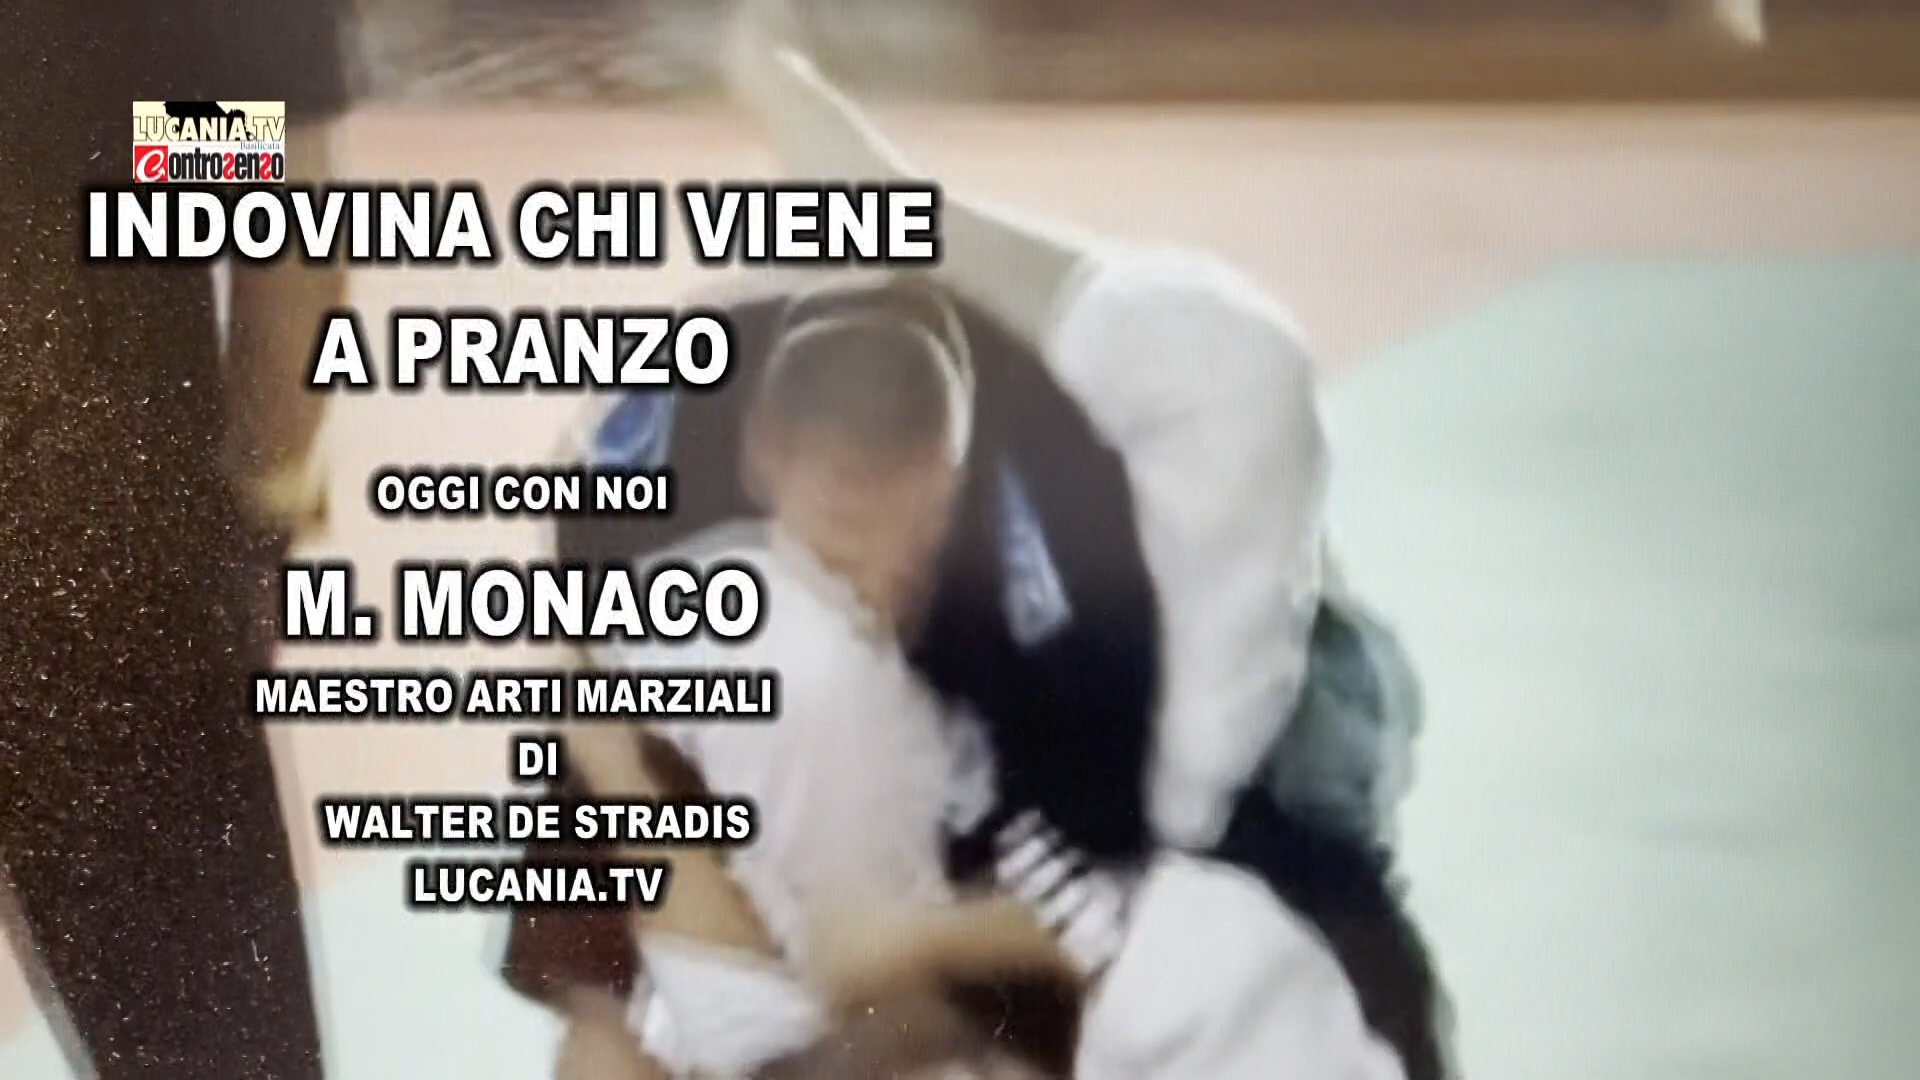 LUCANIA.TV
Basilicata
Controsenso
INDOVINA CHI VIENE
A PRANZO
OGGI CON NOI
M. MONACO
MAESTRO ARTI MARZIALI
DI
WALTER DE STRADIS
LUCANIA.TV